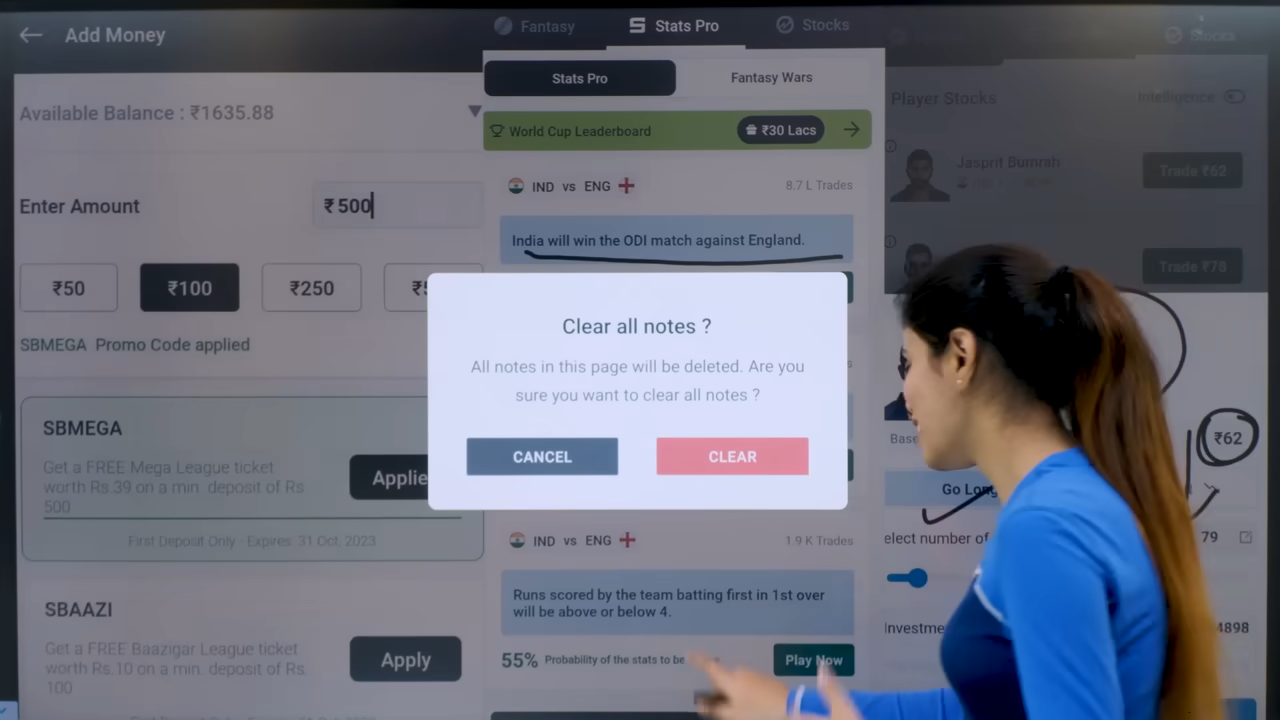 Add Money
Available Balance : ₹1635.88
Enter Amount
₹ 500
₹50
₹100
₹250
SBMEGA Promo Code applied
SBMEGA
Get a FREE Mega League ticket
worth Rs.39 on a min. deposit of Rs.
500
Applie
First Deposit Only · Expires: 31 Oct, 2023
SBAAZI
Get a FREE Baazigar League ticket
worth Rs.10 on a min. deposit of Rs.
100
Apply
Fantasy
Stats Pro
Stocks
Stats Pro
Fantasy Wars
World Cup Leaderboard
₹30 Lacs
IND vs ENG
8.7 L Trades
India will win the ODI match against England.
Clear all notes ?
All notes in this page will be deleted. Are you
sure you want to clear all notes ?
CANCEL
CLEAR
IND vs ENG
1.9 K Trades
Runs scored by the team batting first in 1st over
will be above or below 4.
55% Probability of the stats to be
Play Now
Stocks
Player Stocks
Intelligence
Jasprit Bumrah
Trade ₹62
Trade ₹78
Base
₹62
Go Long
elect number of
79
Investme
4898